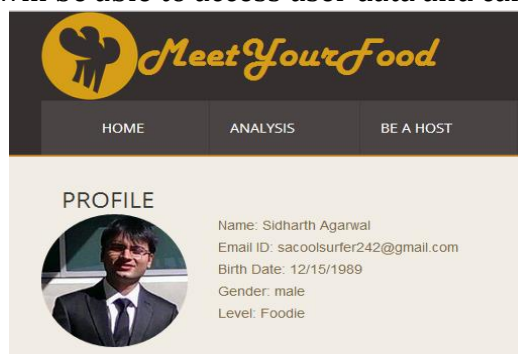 MeetYourFood
HOME ANALYSIS BE A HOST
PROFILE
Name: Sidharth Agarwal
Email ID: sacoolsurfer242@gmail.com
Birth Date: 12/15/1989
Gender: male
Level: Foodie